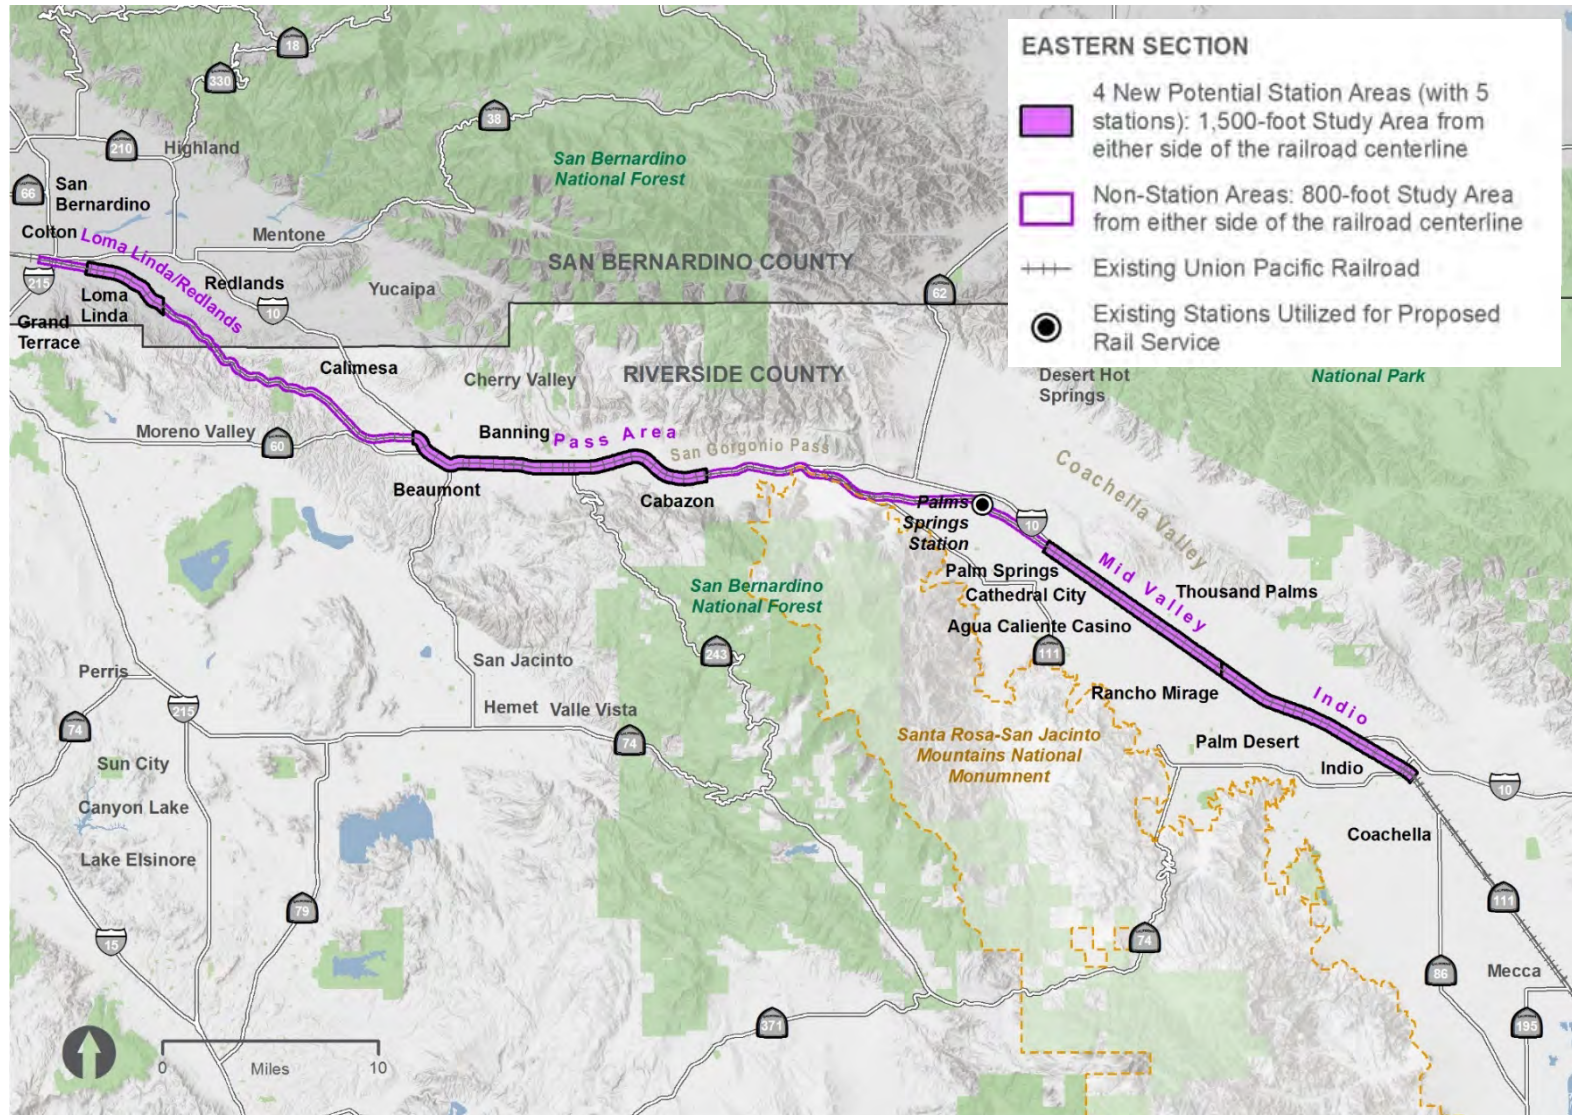 EASTERN SECTION
4 New Potential Station Areas (with 5
stations): 1,500-foot Study Area from
either side of the railroad centerline
Non-Station Areas: 800-foot Study Area
from either side of the railroad centerline
Existing Union Pacific Railroad
Existing Stations Utilized for Proposed
Rail Service
18
330
38
210
Highland
San Bernardino
National Forest
66
San
Bernardino
Colton
Loma Linda/Redlands
Mentone
SAN BERNARDINO COUNTY
215
Loma
Linda
Redlands
Yucaipa
10
62
Grand
Terrace
Calimesa
Cherry Valley
RIVERSIDE COUNTY
Desert Hot
Springs
National Park
Moreno Valley
60
Banning
Pass Area
San Gorgonio Pass
Coachella Valley
Beaumont
Cabazon
Palms
Springs
Station
10
Mid Valley
Palm Springs
Cathedral City
Thousand Palms
San Bernardino
National Forest
Agua Caliente Casino
243
111
San Jacinto
Perris
Rancho Mirage
Indio
215
Hemet
Valle Vista
74
74
Santa Rosa-San Jacinto
Mountains National
Monumnent
Palm Desert
Sun City
Indio
10
Canyon Lake
Coachella
Lake Elsinore
79
111
15
74
86
Mecca
371
195
0
Miles
10